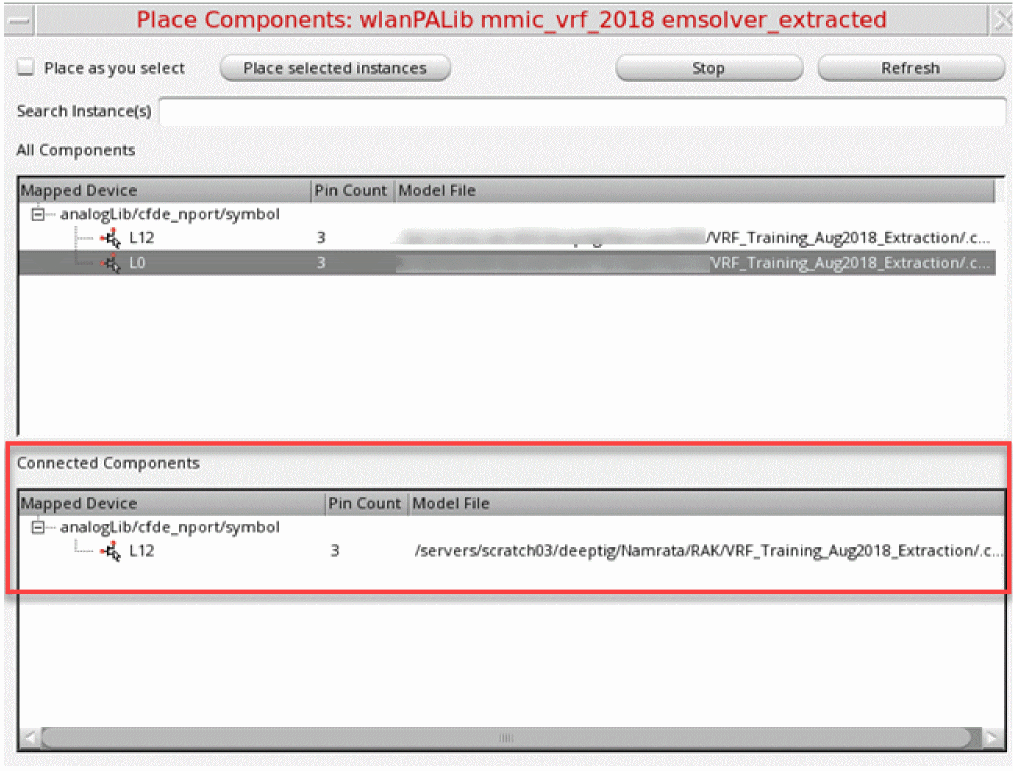 Place Components: wlanPALib mmic_vrf_2018 emsolver_extracted
Place as you select Place selected instances Stop Refresh
Search Instance(s)
All Components
Mapped Device Pin Count Model File
analogLib/cfde_nport/symbol
L12 3 /VRF_Training_Aug2018_Extraction/.c...
L0 3 /VRF_Training_Aug2018_Extraction/.c...
Connected Components
Mapped Device Pin Count Model File
analogLib/cfde_nport/symbol
L12 3 /servers/scratch03/deeptig/Namrata/RAK/VRF_Training_Aug2018_Extraction/.c...